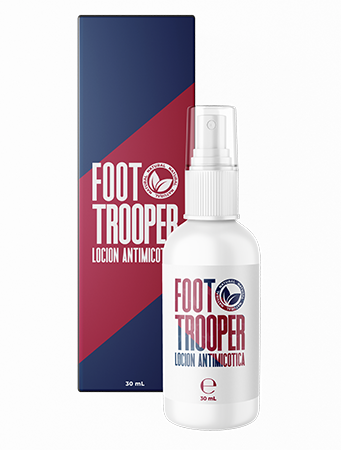 FOOT
TROOPER
LOCION ANTIMICOTICA
30 mL
FOOT
TROOPER
LOCION ANTIMICOTICA
℮
30 mL